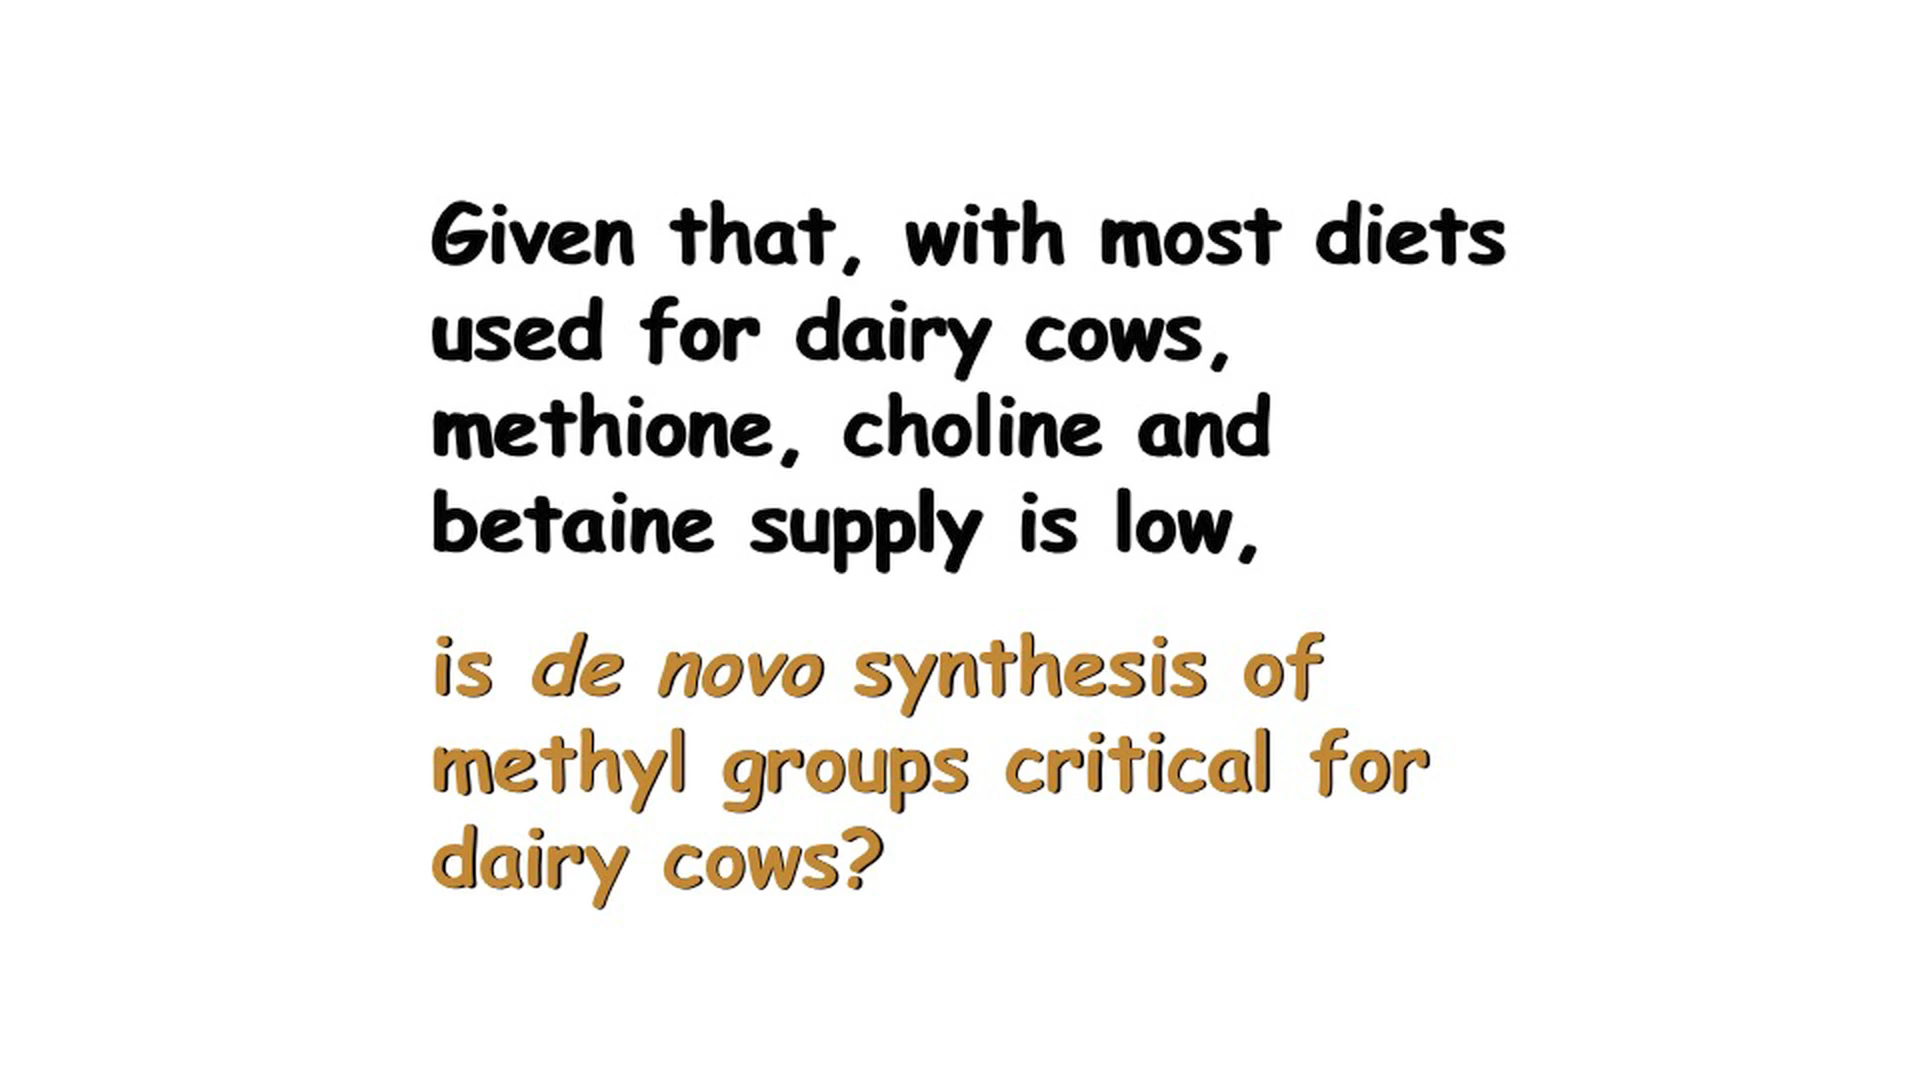 Given that, with most diets
used for dairy cows,
methione, choline and
betaine supply is low,
is de novo synthesis of
methyl groups critical for
dairy cows?